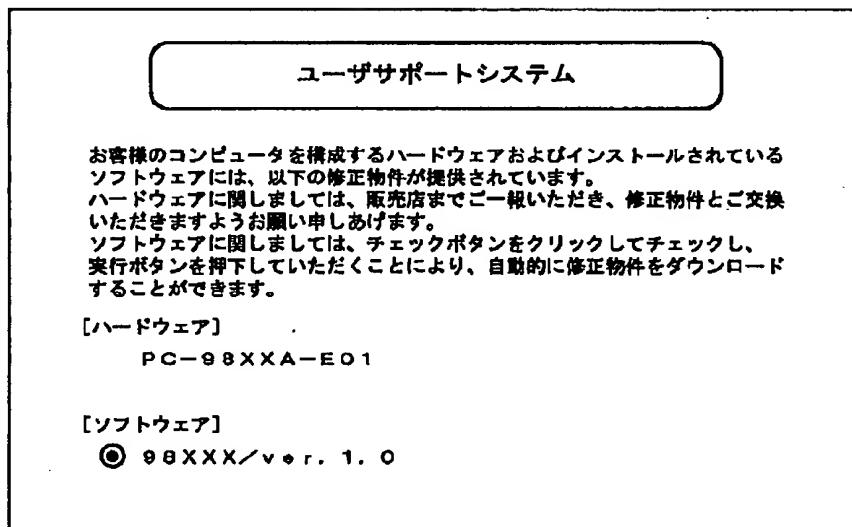 ユーザサポートシステム
お客様のコンピュータを構成するハードウェアおよびインストールされている
ソフトウェアには、以下の修正物件が提供されています。
ハードウェアに関しましては、販売店までご一報いただき、修正物件とご交換
いただきますようお願い申しあげます。
ソフトウェアに関しましては、チェックボタンをクリックしてチェックし、
実行ボタンを押下していただくことにより、自動的に修正物件をダウンロード
することができます。
[ハードウェア]
PC-98XXA-E01
[ソフトウェア]
98XXX/ver.1.0